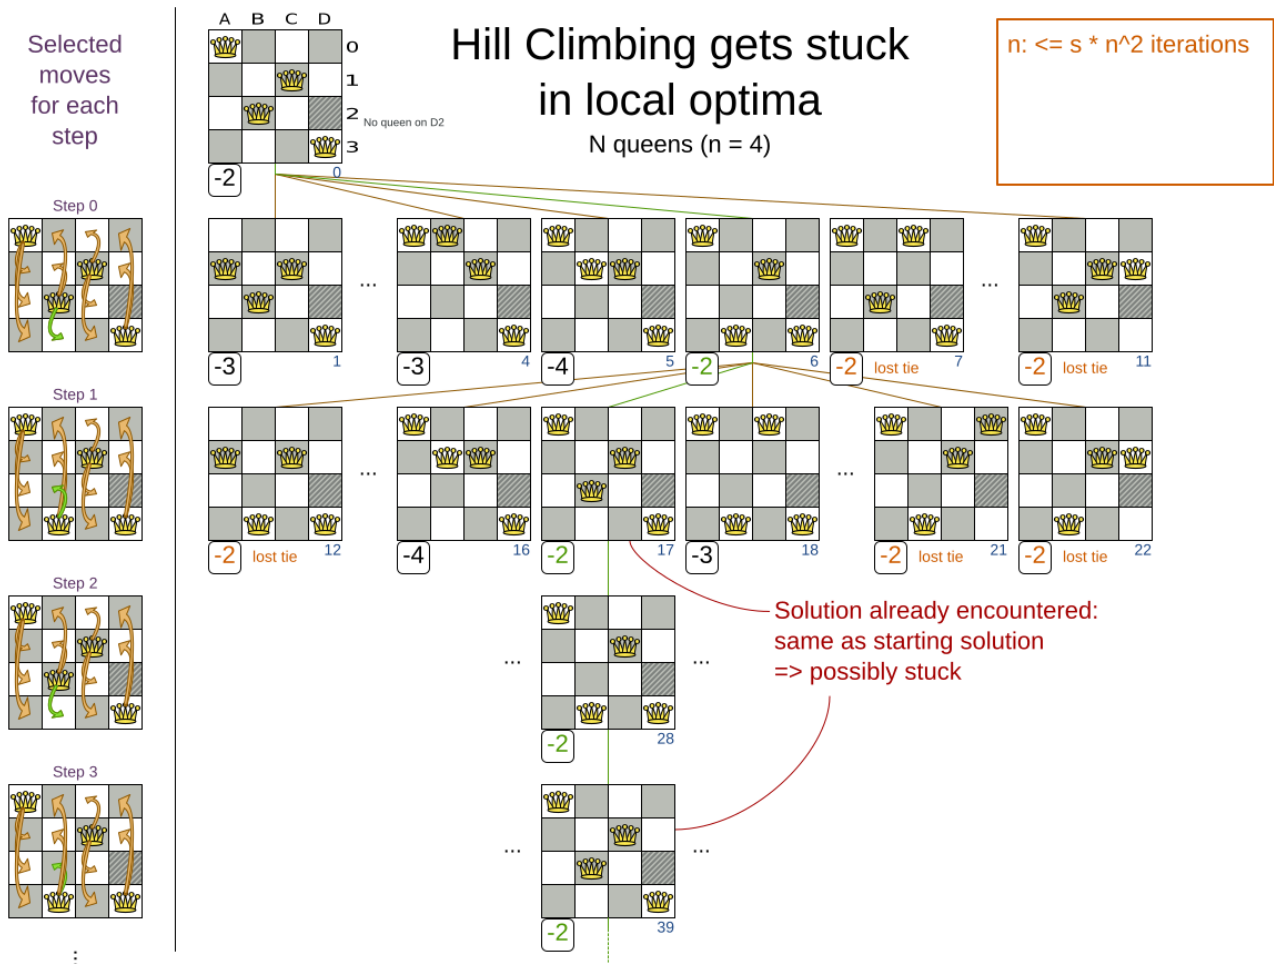 Selected
moves
for each
step
A B C D
0
1
2
3
No queen on D2
-2
0
Hill Climbing gets stuck
in local optima
N queens (n = 4)
n: <= s * n^2 iterations
Step 0
...
...
-3
1
-3
4
-4
5
-2
6
-2 lost tie
7
-2 lost tie
11
Step 1
...
...
-2 lost tie
12
-4
16
-2
17
-3
18
-2 lost tie
21
-2 lost tie
22
Step 2
...
...
-2
28
Solution already encountered:
same as starting solution
=> possibly stuck
Step 3
...
...
-2
39
...